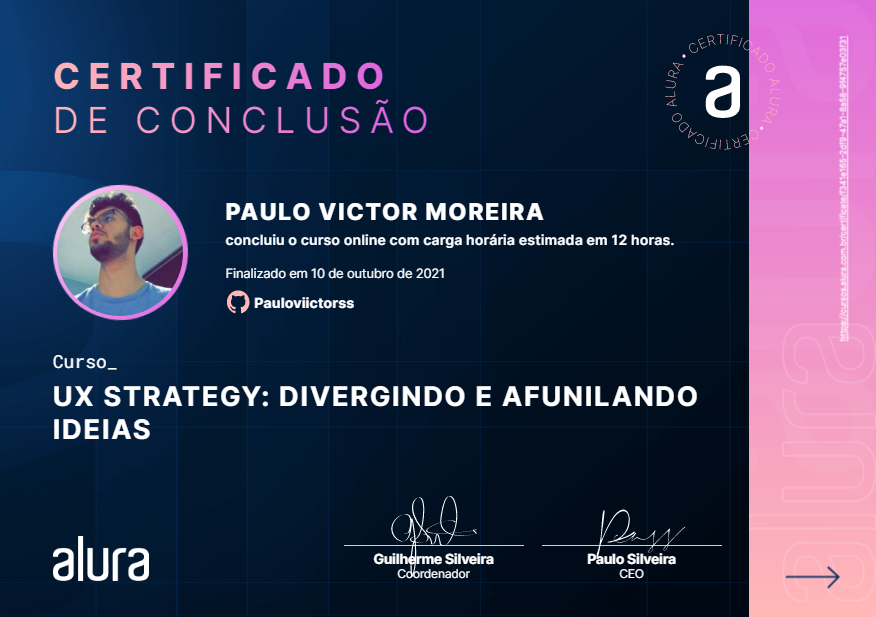 CERTIFICADO
DE CONCLUSÃO
CERTIFICADO ALURA • CERTIFICADO ALURA •
a
PAULO VICTOR MOREIRA
concluiu o curso online com carga horária estimada em 12 horas.
Finalizado em 10 de outubro de 2021
Pauloviictorss
Curso_
UX STRATEGY: DIVERGINDO E AFUNILANDO
IDEIAS
alura
Guilherme Silveira
Coordenador
Paulo Silveira
CEO
alura